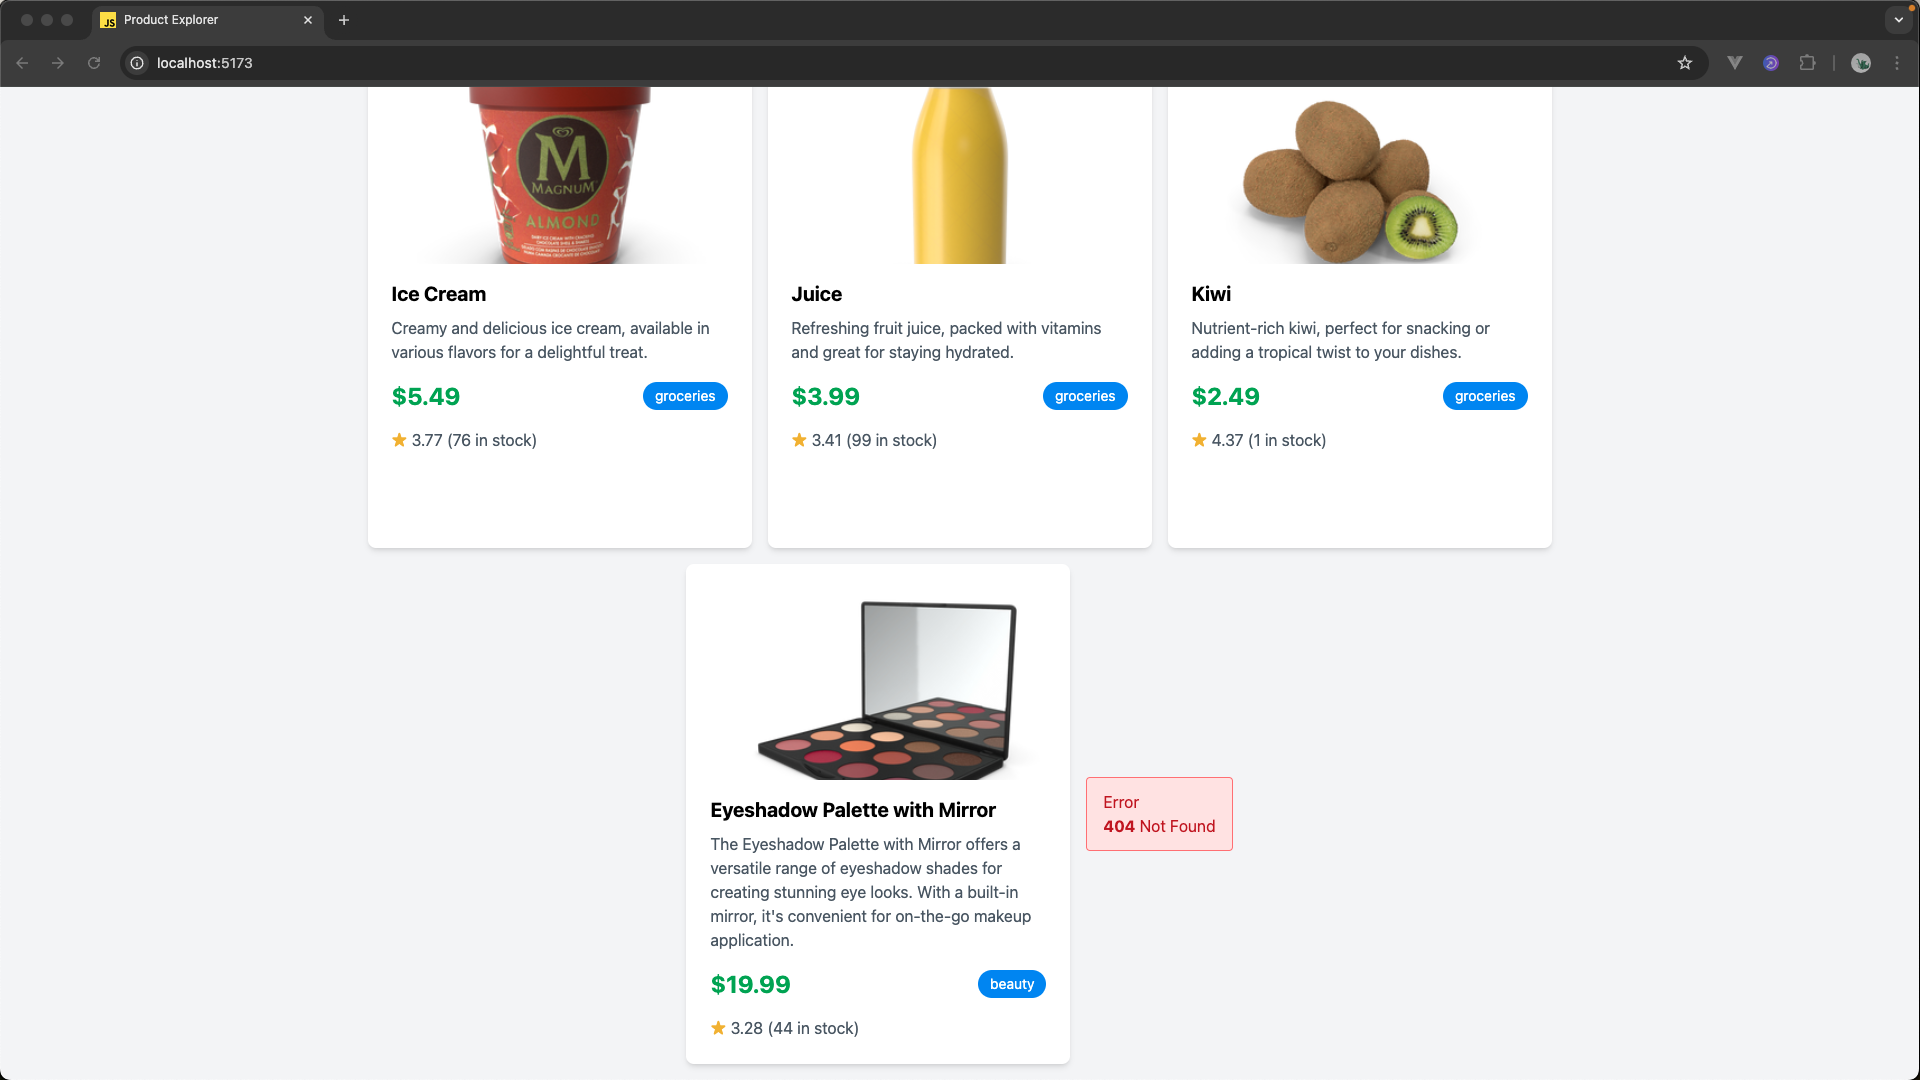 JS Product Explorer
localhost:5173
M
MAGNUM
ALMOND
Ice Cream
Creamy and delicious ice cream, available in
various flavors for a delightful treat.
$5.49 groceries
3.77 (76 in stock)
Juice
Refreshing fruit juice, packed with vitamins
and great for staying hydrated.
$3.99 groceries
3.41 (99 in stock)
Kiwi
Nutrient-rich kiwi, perfect for snacking or
adding a tropical twist to your dishes.
$2.49 groceries
4.37 (1 in stock)
Eyeshadow Palette with Mirror
The Eyeshadow Palette with Mirror offers a
versatile range of eyeshadow shades for
creating stunning eye looks. With a built-in
mirror, it's convenient for on-the-go makeup
application.
$19.99 beauty
3.28 (44 in stock)
Error
404 Not Found